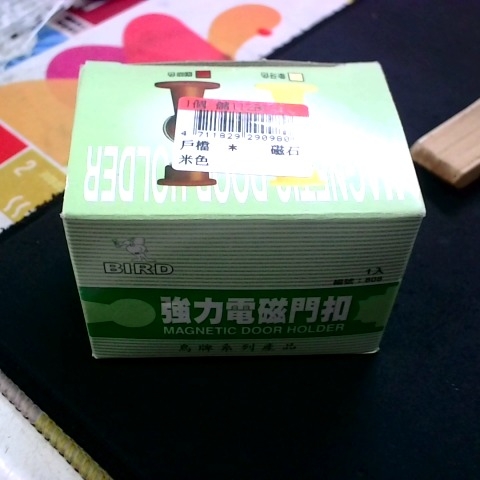 4 711829 290980
戶檔 * 磁石
米色
MAGNETIC DOOR HOLDER
BIRD
1入
強力電磁門扣
MAGNETIC DOOR HOLDER
鳥牌系列產品
2